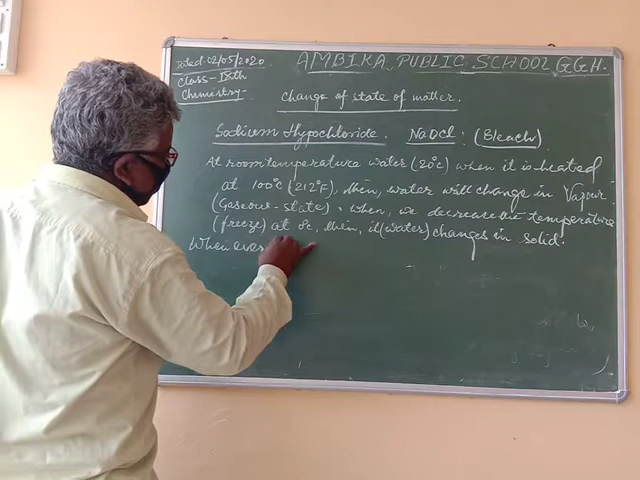 Dated 02/05/2020
AMBIKA PUBLIC SCHOOL GGH.
Class-IXth
Chemistry-
Change of state of matter.
Sodium Hypochloride. NaOCl: (Bleach)
At room temperature water (20°c) when it is heated
at 100°c (212°F), then, water will change in Vapour-
(Gaseous-state). when, we decrease the temperature
(freeze) at 0°c, then, it (water) changes in solid.
When ever